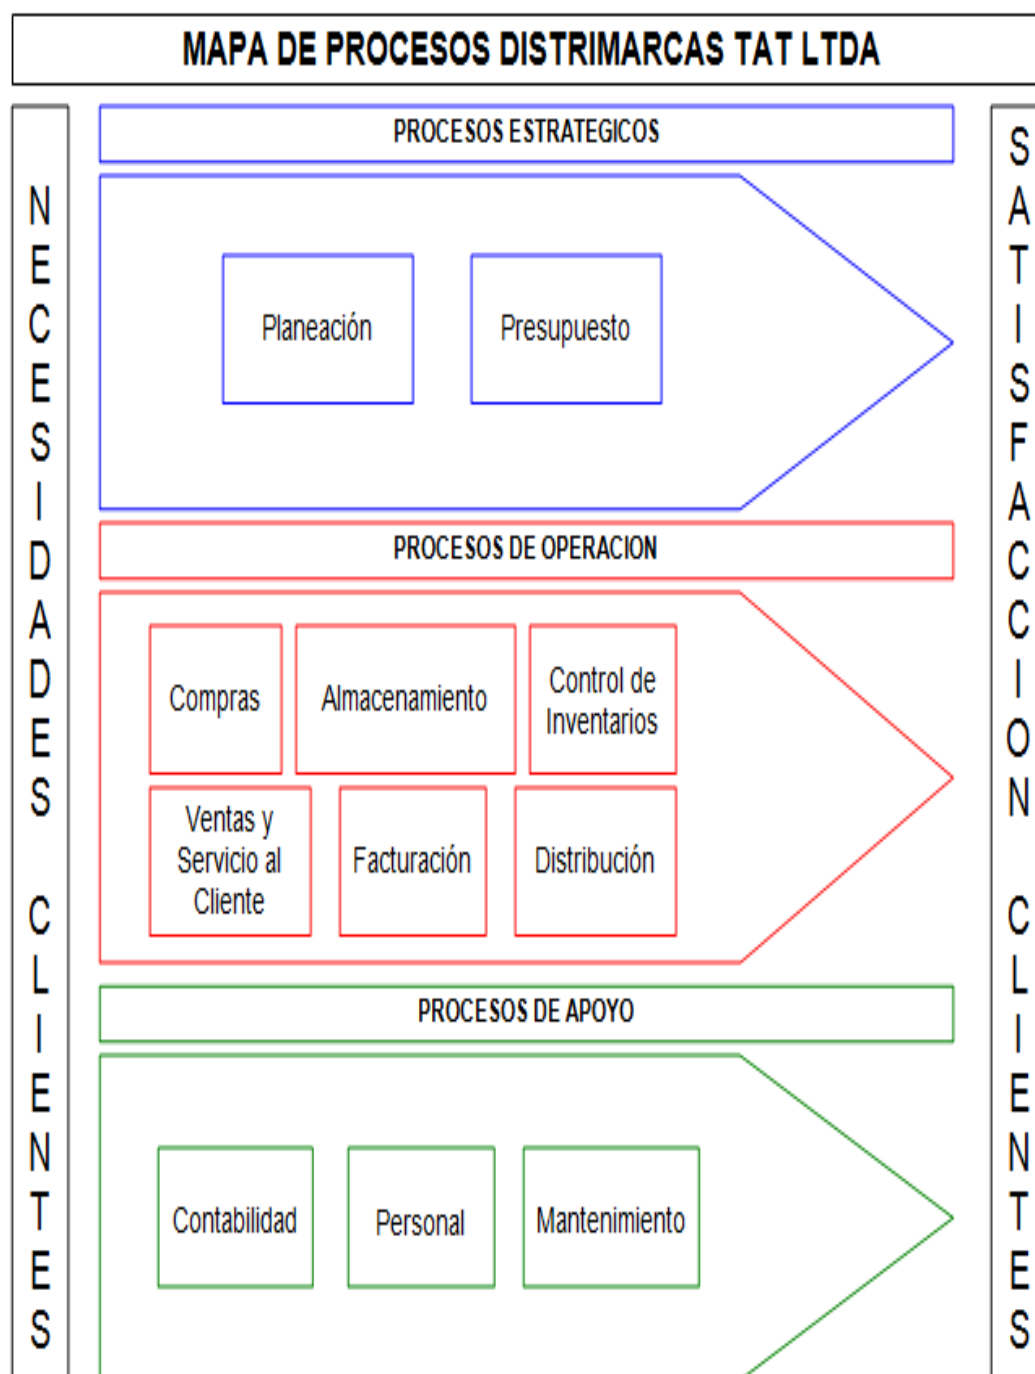 MAPA DE PROCESOS DISTRIMARCAS TAT LTDA
NECESIDADES CLIENTES
PROCESOS ESTRATEGICOS
Planeación
Presupuesto
PROCESOS DE OPERACION
Compras
Almacenamiento
Control de
Inventarios
Ventas y
Servicio al
Cliente
Facturación
Distribución
PROCESOS DE APOYO
Contabilidad
Personal
Mantenimiento
SATISFACCION CLIENTES